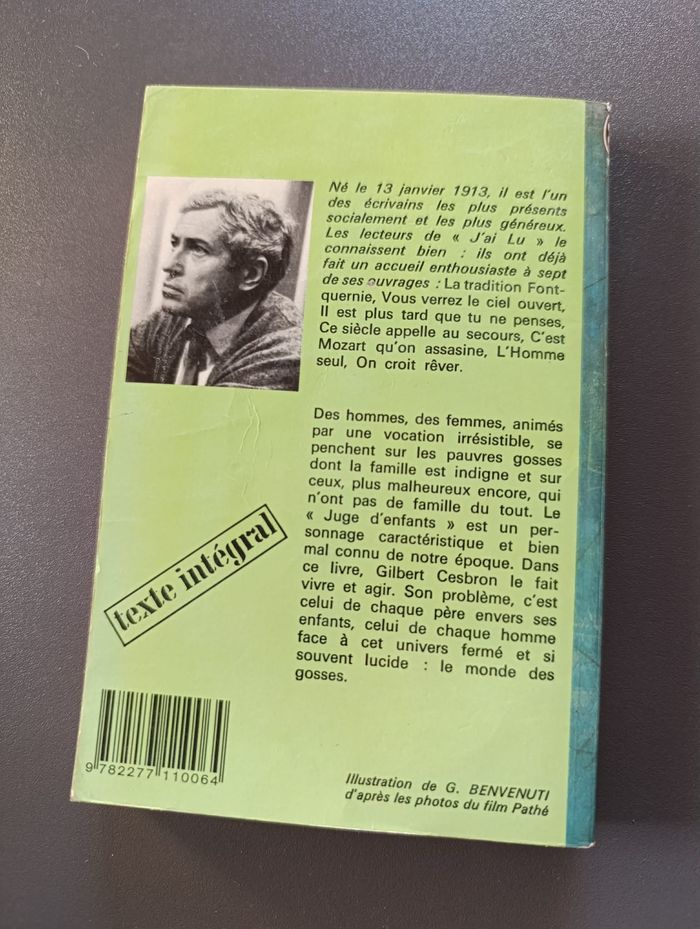 Né le 13 janvier 1913, il est l'un
des écrivains les plus présents
socialement et les plus généreux.
Les lecteurs de « J'ai Lu » le
connaissent bien : ils ont déjà
fait un accueil enthousiaste à sept
de ses ouvrages : La tradition Font-
quernie, Vous verrez le ciel ouvert,
Il est plus tard que tu ne penses,
Ce siècle appelle au secours, C'est
Mozart qu'on assasine, L'Homme
seul, On croit rêver.
Des hommes, des femmes, animés
par une vocation irrésistible, se
penchent sur les pauvres gosses
dont la famille est indigne et sur
ceux, plus malheureux encore, qui
n'ont pas de famille du tout. Le
« Juge d'enfants » est un per-
sonnage caractéristique et bien
mal connu de notre époque. Dans
ce livre, Gilbert Cesbron le fait
vivre et agir. Son problème, c'est
celui de chaque père envers ses
enfants, celui de chaque homme
face à cet univers fermé et si
souvent lucide : le monde des
gosses.
texte intégral
9 782277 110064
Illustration de G. BENVENUTI
d'après les photos du film Pathé